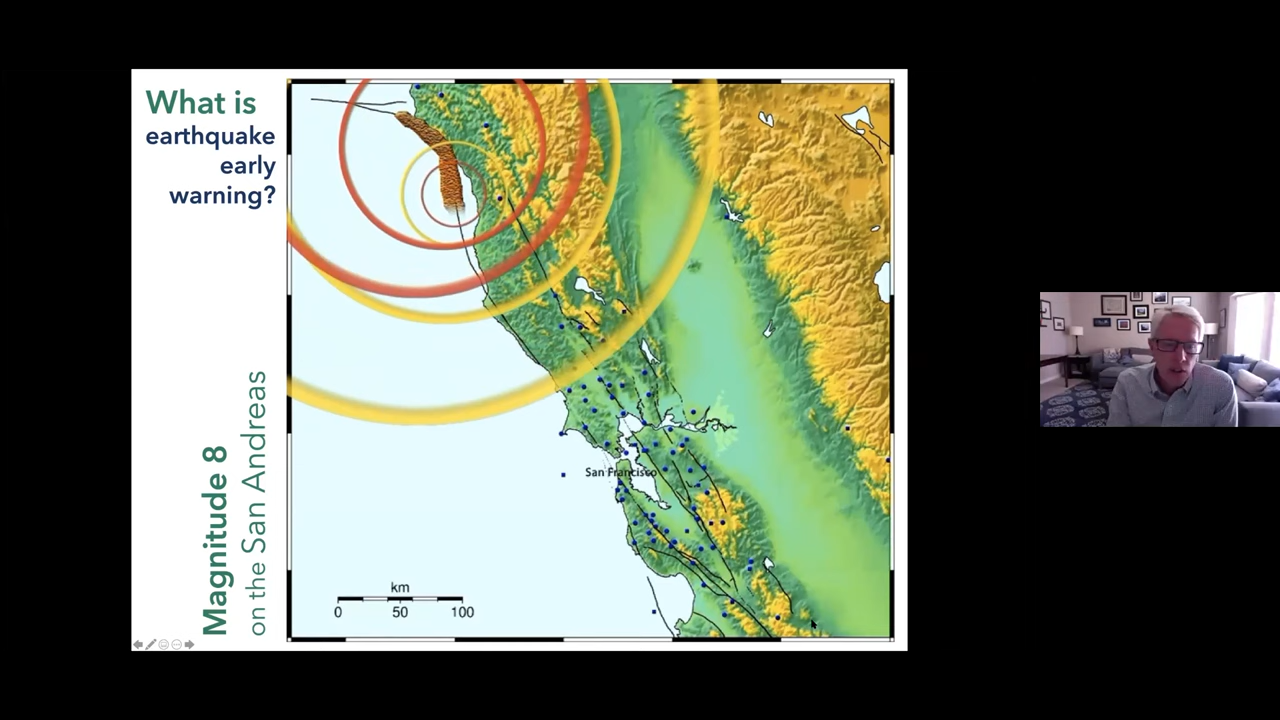 What is
earthquake
early
warning?
Magnitude 8
on the San Andreas
San Francisco
km
0 50 100